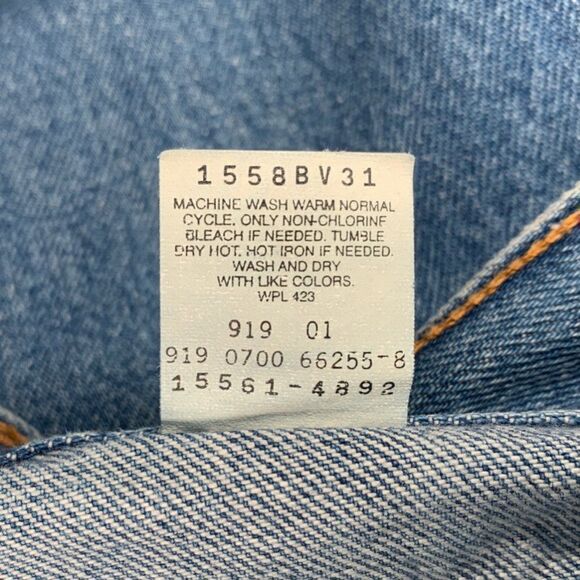 1558BV31
MACHINE WASH WARM NORMAL
CYCLE. ONLY NON-CHLORINE
BLEACH IF NEEDED. TUMBLE
DRY HOT. HOT IRON IF NEEDED.
WASH AND DRY
WITH LIKE COLORS.
WPL 423
919 01
919 0700 66255-8
15561-4892